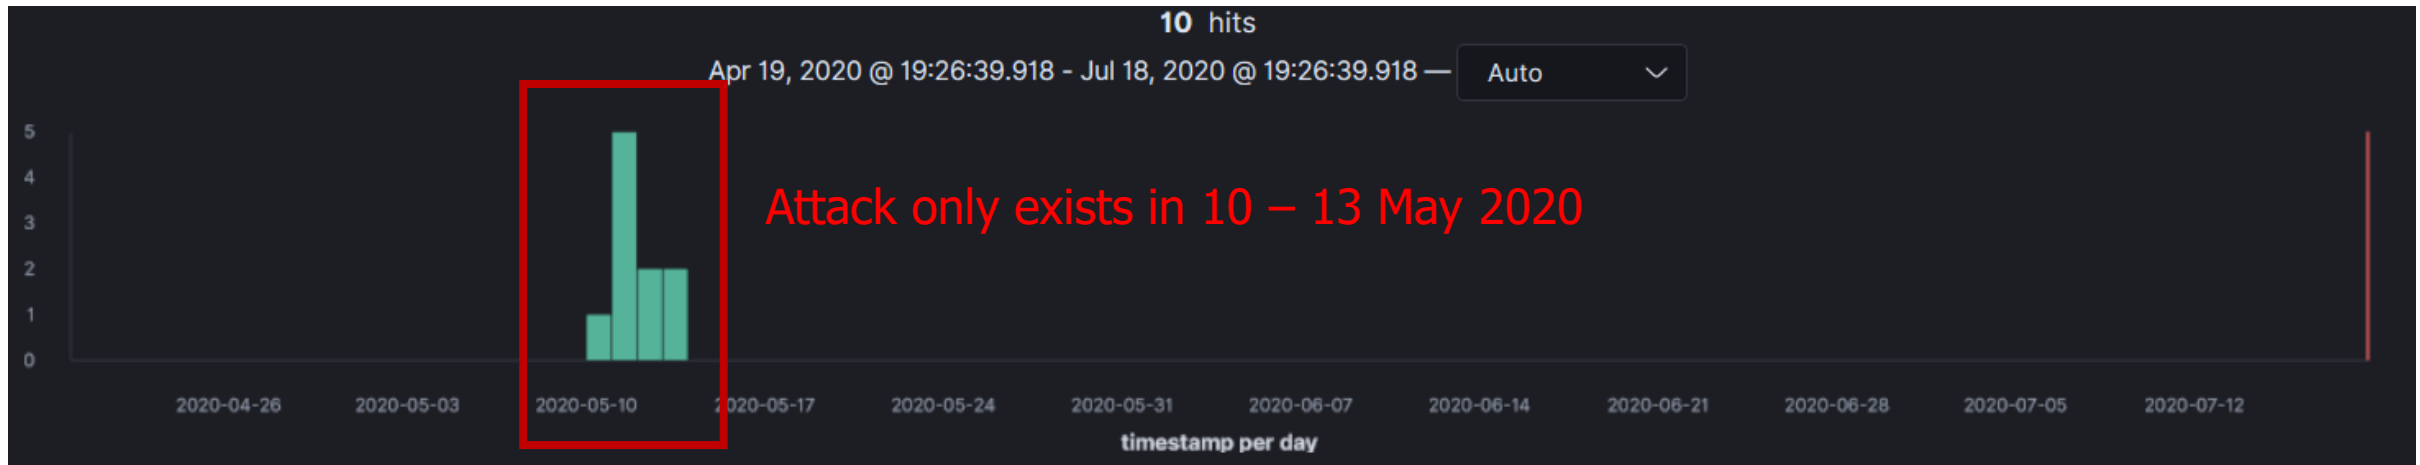 10 hits
Apr 19, 2020 @ 19:26:39.918 - Jul 18, 2020 @ 19:26:39.918 — Auto
5
4
Attack only exists in 10 – 13 May 2020
3
2
1
0
2020-04-26 2020-05-03 2020-05-10 2020-05-17 2020-05-24 2020-05-31 2020-06-07 2020-06-14 2020-06-21 2020-06-28 2020-07-05 2020-07-12
timestamp per day